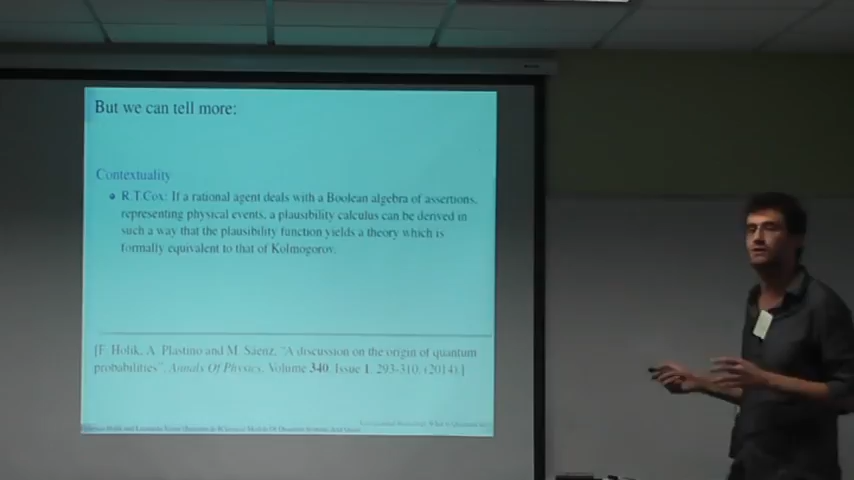 But we can tell more:
Contextuality
R.T.Cox: If a rational agent deals with a Boolean algebra of assertions,
representing physical events, a plausibility calculus can be derived in
such a way that the plausibility function yields a theory which is
formally equivalent to that of Kolmogorov.
[F. Holik, A. Plastino and M. Sáenz, "A discussion on the origin of quantum
probabilities", Annals Of Physics, Volume 340, Issue 1, 293-310, (2014).]